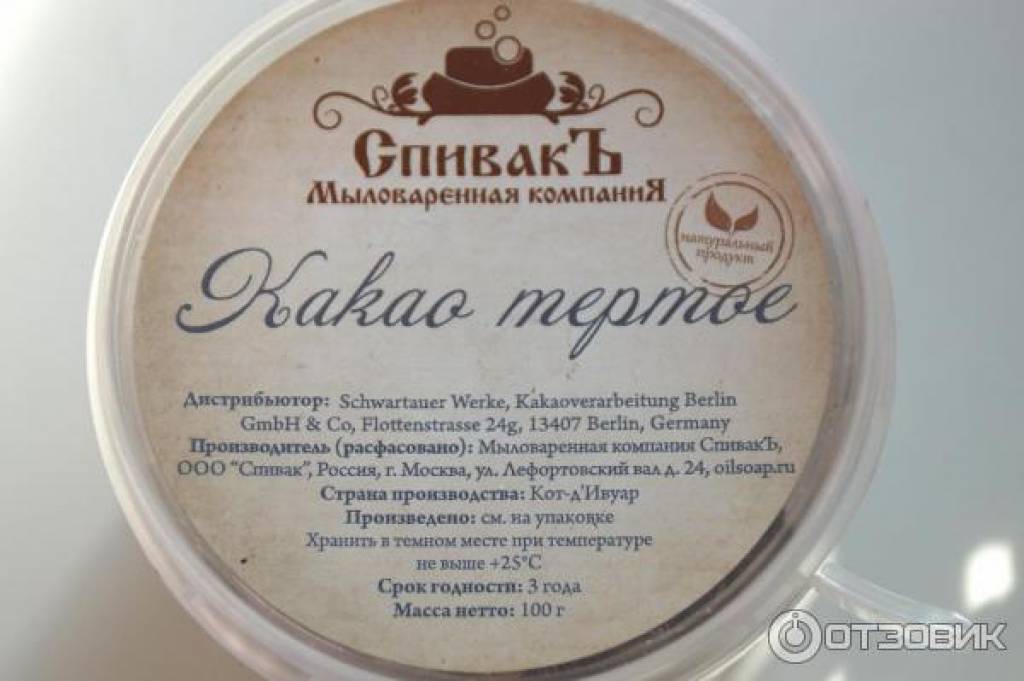 СпивакЪ
Мыловаренная компаниЯ
натуральный
продукт
Какао тертое
Дистрибьютор: Schwartauer Werke, Kakaoverarbeitung Berlin
GmbH & Co, Flottenstrasse 24g, 13407 Berlin, Germany
Производитель (расфасовано): Мыловаренная компания СпивакЪ,
ООО "Спивак", Россия, г. Москва, ул. Лефортовский вал д. 24, oilsoap.ru
Страна производства: Кот-д'Ивуар
Произведено: см. на упаковке
Хранить в темном месте при температуре
не выше +25°С
Срок годности: 3 года
Масса нетто: 100 г
ОТЗОВИК